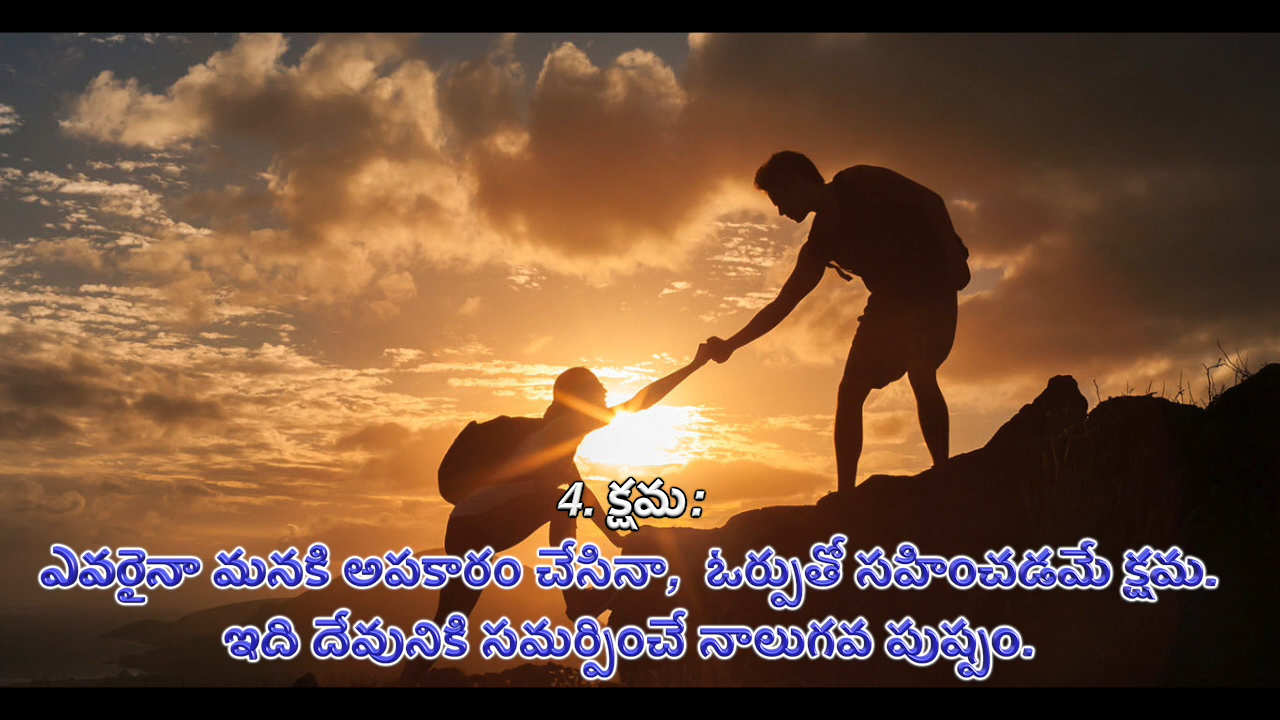 4. క్షమ:
ఎవరైనా మనకి అపకారం చేసినా, ఓర్పుతో సహించడమే క్షమ.
ఇది దేవునికి సమర్పించే నాలుగవ పుష్పం.